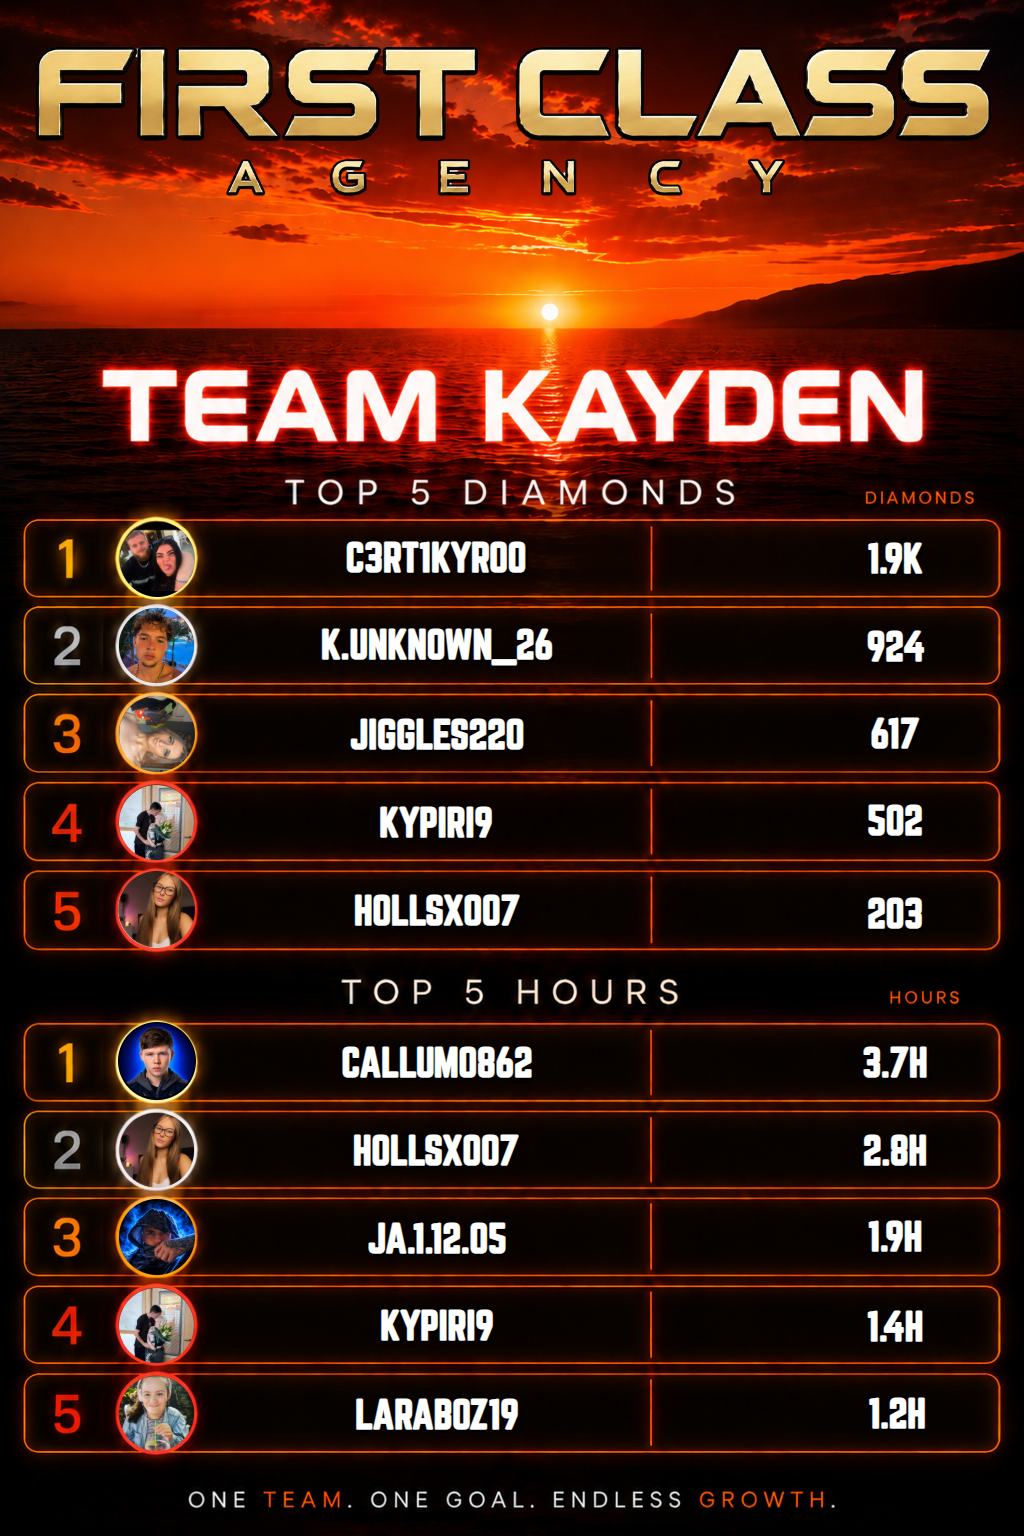 FIRST CLASS
AGENCY
TEAM KAYDEN
TOP 5 DIAMONDS
DIAMONDS
1 C3RT1KYROO 1.9K
2 K.UNKNOWN__26 924
3 JIGGLES220 617
4 KYPIRI9 502
5 HOLLSX007 203
TOP 5 HOURS
HOURS
1 CALLUM0862 3.7H
2 HOLLSX007 2.8H
3 JA.1.12.05 1.9H
4 KYPIRI9 1.4H
5 LARABOZ19 1.2H
ONE TEAM. ONE GOAL. ENDLESS GROWTH.